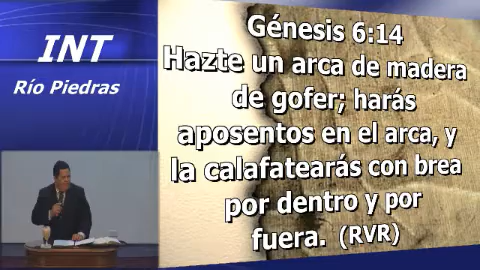 INT
Río Piedras
Génesis 6:14
Hazte un arca de madera
de gofer; harás
aposentos en el arca, y
la calafatearás con brea
por dentro y por
fuera. (RVR)